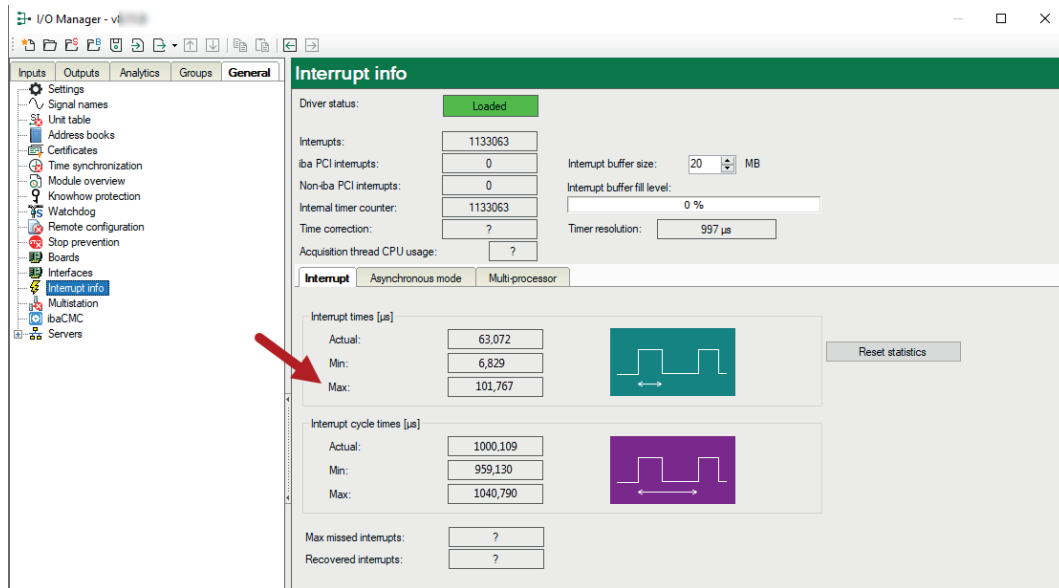 I/O Manager - v
Inputs Outputs Analytics Groups General
Settings
Signal names
Unit table
Address books
Certificates
Time synchronization
Module overview
Knowhow protection
Watchdog
Remote configuration
Stop prevention
Boards
Interfaces
Interrupt info
Multistation
ibaCMC
Servers
Interrupt info
Driver status: Loaded
Interrupts: 1133063
iba PCI interrupts: 0 Interrupt buffer size: 20 MB
Non-iba PCI interrupts: 0 Interrupt buffer fill level:
Internal timer counter: 1133063 0 %
Time correction: ? Timer resolution: 997 µs
Acquisition thread CPU usage: ?
Interrupt Asynchronous mode Multi-processor
Interrupt times [µs]
Actual: 63,072
Reset statistics
Min: 6,829
Max: 101,767
Interrupt cycle times [µs]
Actual: 1000,109
Min: 959,130
Max: 1040,790
Max missed interrupts: ?
Recovered interrupts: ?